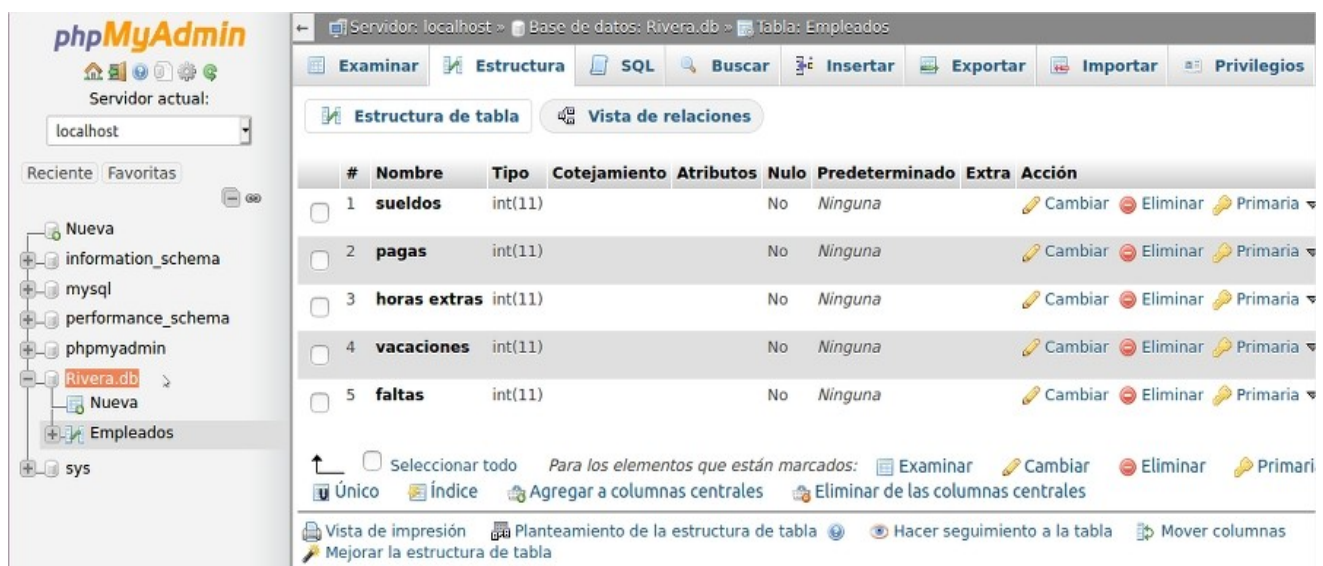 phpMyAdmin
Servidor actual:
localhost
Reciente Favoritas
Nueva
information_schema
mysql
performance_schema
phpmyadmin
Rivera.db
Nueva
Empleados
sys
Servidor: localhost » Base de datos: Rivera.db » Tabla: Empleados
Examinar Estructura SQL Buscar Insertar Exportar Importar Privilegios
Estructura de tabla Vista de relaciones
# Nombre Tipo Cotejamiento Atributos Nulo Predeterminado Extra Acción
1 sueldos int(11) No Ninguna Cambiar Eliminar Primaria
2 pagas int(11) No Ninguna Cambiar Eliminar Primaria
3 horas extras int(11) No Ninguna Cambiar Eliminar Primaria
4 vacaciones int(11) No Ninguna Cambiar Eliminar Primaria
5 faltas int(11) No Ninguna Cambiar Eliminar Primaria
Seleccionar todo Para los elementos que están marcados: Examinar Cambiar Eliminar Primari
Único Índice Agregar a columnas centrales Eliminar de las columnas centrales
Vista de impresión Planteamiento de la estructura de tabla Hacer seguimiento a la tabla Mover columnas
Mejorar la estructura de tabla